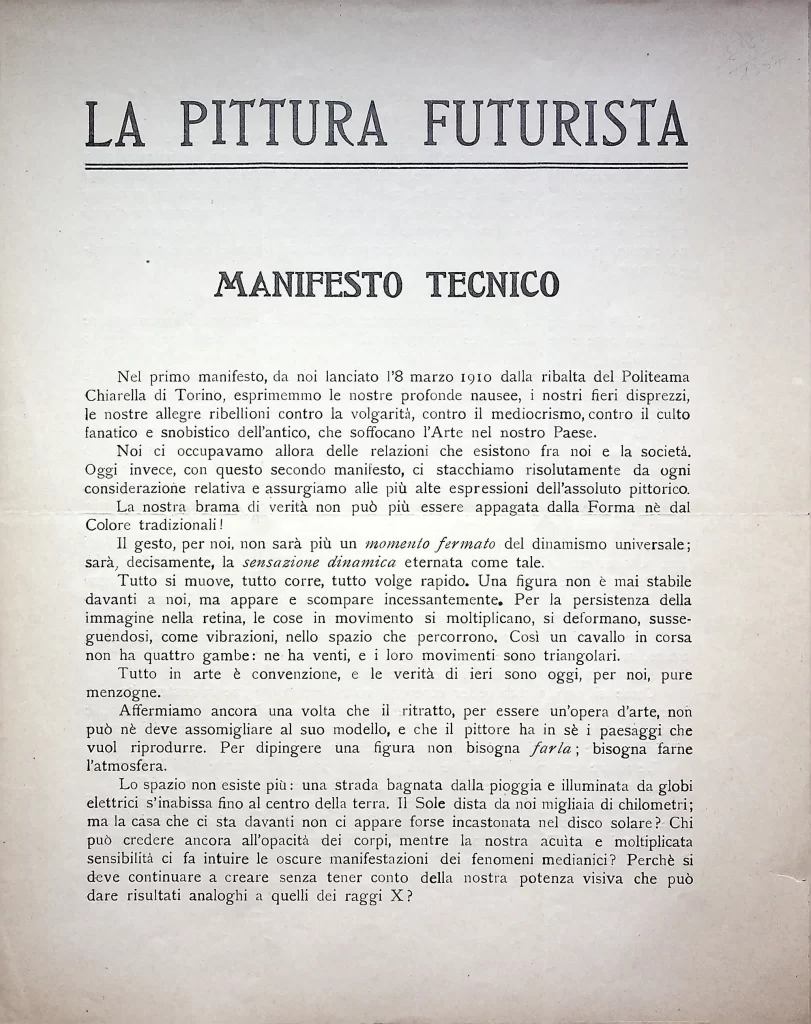 LA PITTURA FUTURISTA
MANIFESTO TECNICO
Nel primo manifesto, da noi lanciato l'8 marzo 1910 dalla ribalta del Politeama
Chiarella di Torino, esprimemmo le nostre profonde nausee, i nostri fieri disprezzi,
le nostre allegre ribellioni contro la volgarità, contro il mediocrismo, contro il culto
fanatico e snobistico dell'antico, che soffocano l'Arte nel nostro Paese.
Noi ci occupavamo allora delle relazioni che esistono fra noi e la società.
Oggi invece, con questo secondo manifesto, ci stacchiamo risolutamente da ogni
considerazione relativa e assurgiamo alle più alte espressioni dell'assoluto pittorico.
La nostra brama di verità non può più essere appagata dalla Forma nè dal
Colore tradizionali!
Il gesto, per noi, non sarà più un momento fermato del dinamismo universale;
sarà, decisamente, la sensazione dinamica eternata come tale.
Tutto si muove, tutto corre, tutto volge rapido. Una figura non è mai stabile
davanti a noi, ma appare e scompare incessantemente. Per la persistenza della
immagine nella retina, le cose in movimento si moltiplicano, si deformano, susse-
guendosi, come vibrazioni, nello spazio che percorrono. Così un cavallo in corsa
non ha quattro gambe: ne ha venti, e i loro movimenti sono triangolari.
Tutto in arte è convenzione, e le verità di ieri sono oggi, per noi, pure
menzogne.
Affermiamo ancora una volta che il ritratto, per essere un'opera d'arte, non
può nè deve assomigliare al suo modello, e che il pittore ha in sè i paesaggi che
vuol riprodurre. Per dipingere una figura non bisogna farla; bisogna farne
l'atmosfera.
Lo spazio non esiste più: una strada bagnata dalla pioggia e illuminata da globi
elettrici s'inabissa fino al centro della terra. Il Sole dista da noi migliaia di chilometri;
ma la casa che ci sta davanti non ci appare forse incastonata nel disco solare? Chi
può credere ancora all'opacità dei corpi, mentre la nostra acuìta e moltiplicata
sensibilità ci fa intuire le oscure manifestazioni dei fenomeni medianici? Perchè si
deve continuare a creare senza tener conto della nostra potenza visiva che può
dare risultati analoghi a quelli dei raggi X?